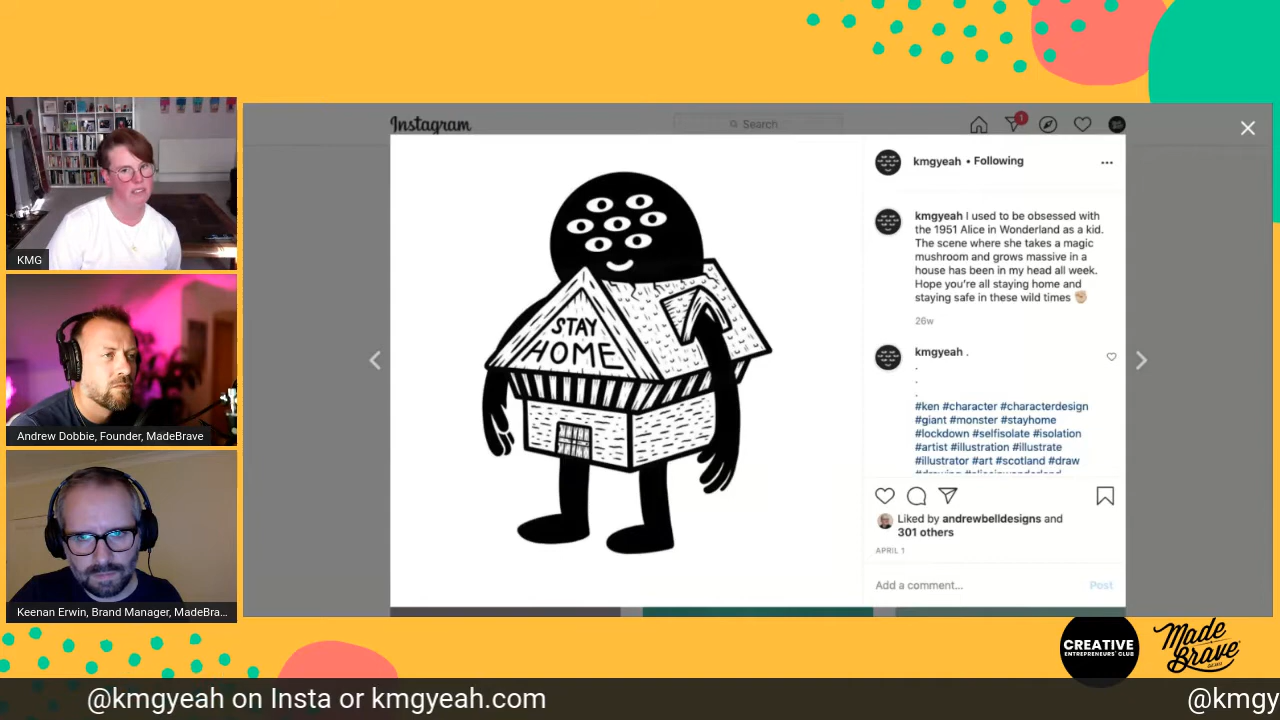 KMG
Andrew Dobbie, Founder, MadeBrave
Keenan Erwin, Brand Manager, MadeBra...
Instagram
Search
1
STAY
HOME
kmgyeah • Following
kmgyeah I used to be obsessed with
the 1951 Alice in Wonderland as a kid.
The scene where she takes a magic
mushroom and grows massive in a
house has been in my head all week.
Hope you're all staying home and
staying safe in these wild times ✊🏼
26w
kmgyeah .
.
.
.
#ken #character #characterdesign
#giant #monster #stayhome
#lockdown #selfisolate #isolation
#artist #illustration #illustrate
#illustrator #art #scotland #draw
#drawing #aliceinwonderland
Liked by andrewbelldesigns and
301 others
APRIL 1
Add a comment...
Post
CREATIVE
ENTREPRENEURS' CLUB
Made
Brave
@kmgyeah on Insta or kmgyeah.com
@kmgy